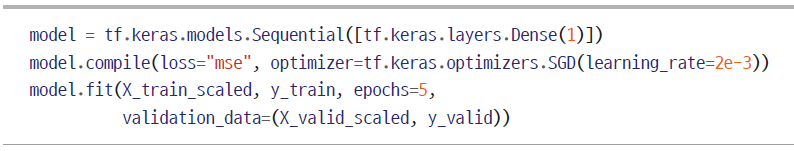 model = tf.keras.models.Sequential([tf.keras.layers.Dense(1)])
model.compile(loss="mse", optimizer=tf.keras.optimizers.SGD(learning_rate=2e-3))
model.fit(X_train_scaled, y_train, epochs=5,
          validation_data=(X_valid_scaled, y_valid))